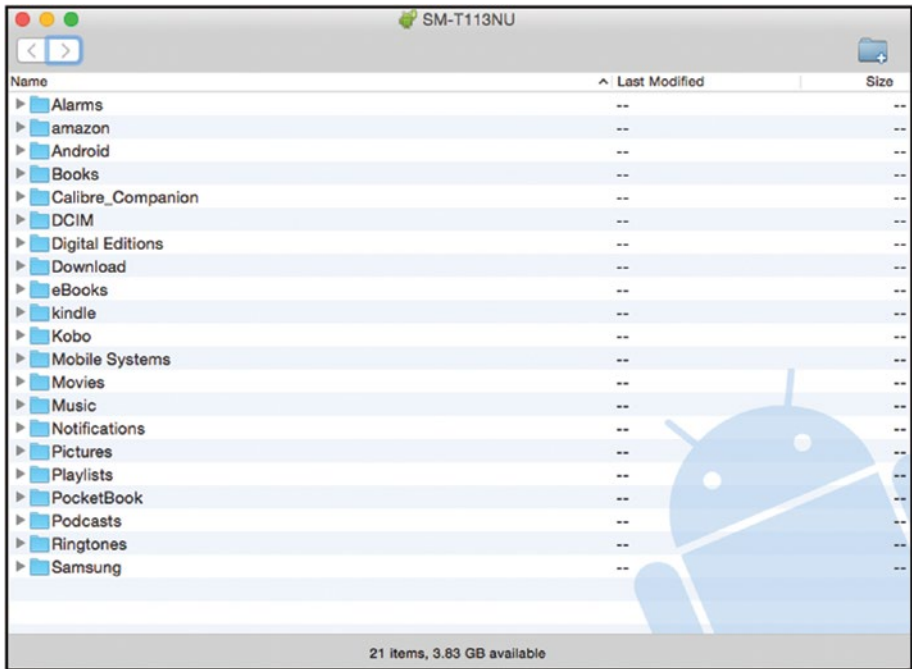 SM-T113NU
Name Last Modified Size
Alarms -- --
amazon -- --
Android -- --
Books -- --
Calibre_Companion -- --
DCIM -- --
Digital Editions -- --
Download -- --
eBooks -- --
kindle -- --
Kobo -- --
Mobile Systems -- --
Movies -- --
Music -- --
Notifications -- --
Pictures -- --
Playlists -- --
PocketBook -- --
Podcasts -- --
Ringtones -- --
Samsung -- --
21 items, 3.83 GB available